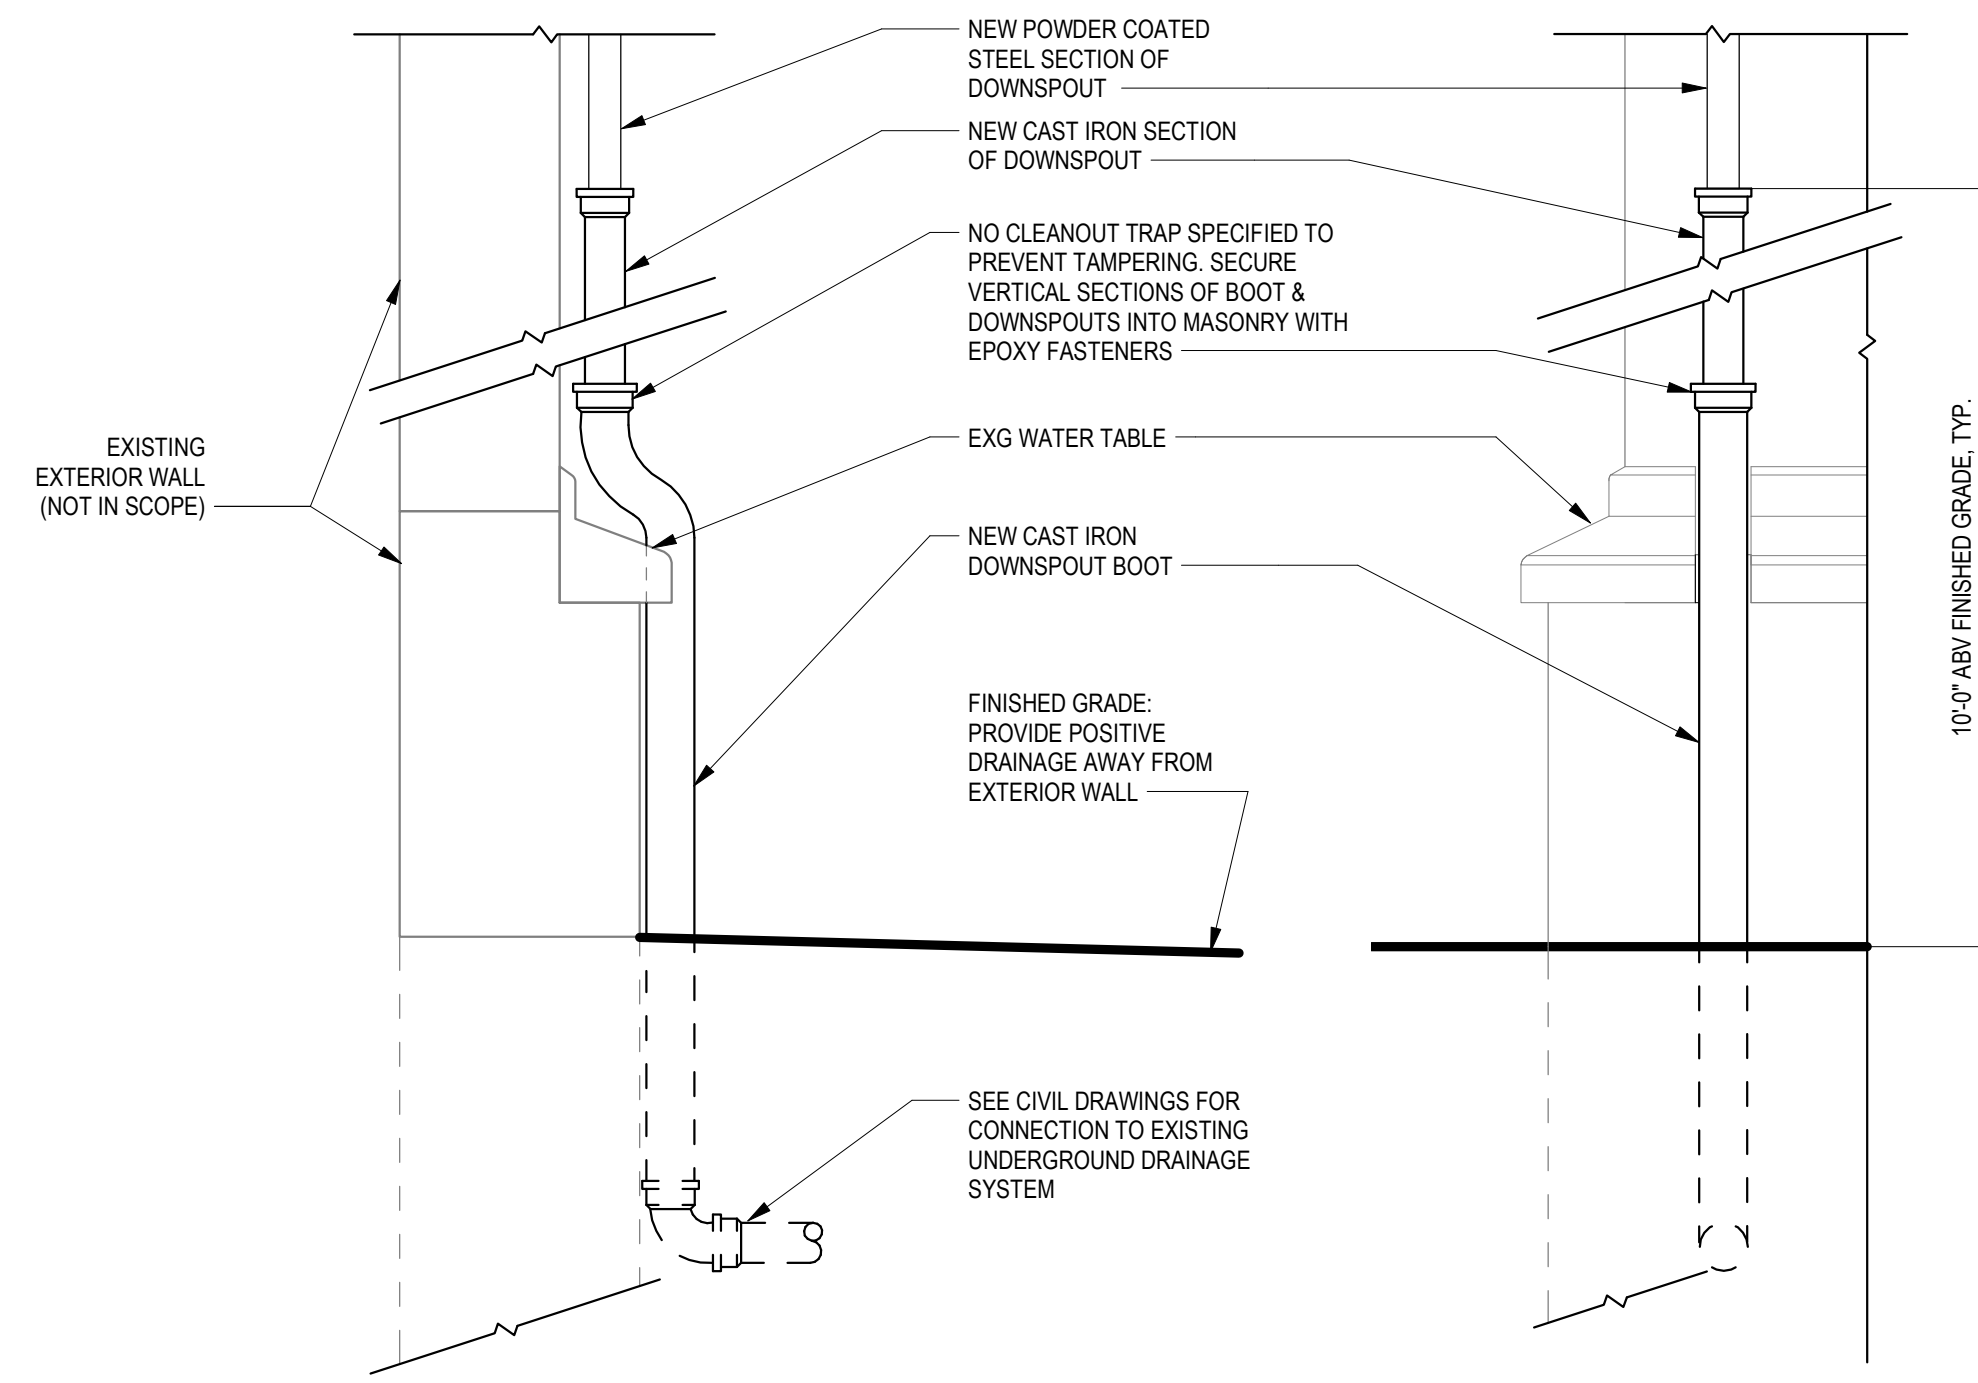 NEW POWDER COATED
STEEL SECTION OF
DOWNSPOUT
NEW CAST IRON SECTION
OF DOWNSPOUT
NO CLEANOUT TRAP SPECIFIED TO
PREVENT TAMPERING. SECURE
VERTICAL SECTIONS OF BOOT &
DOWNSPOUTS INTO MASONRY WITH
EPOXY FASTENERS
EXISTING
EXTERIOR WALL
(NOT IN SCOPE)
EXG WATER TABLE
NEW CAST IRON
DOWNSPOUT BOOT
FINISHED GRADE:
PROVIDE POSITIVE
DRAINAGE AWAY FROM
EXTERIOR WALL
SEE CIVIL DRAWINGS FOR
CONNECTION TO EXISTING
UNDERGROUND DRAINAGE
SYSTEM
10'-0" ABV FINISHED GRADE, TYP.